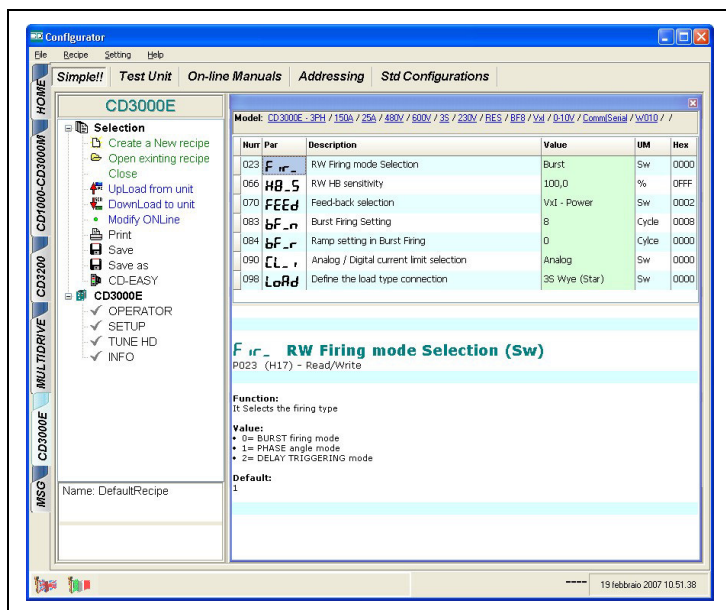 Configurator
File Recipe Setting Help
Simple!! Test Unit On-line Manuals Addressing Std Configurations
HOME
CD1000-CD3000M
CD3200
MULTIDRIVE
CD3000E
MSG
CD3000E
Selection
Create a New recipe
Open exinting recipe
Close
UpLoad from unit
DownLoad to unit
Modify ONLine
Print
Save
Save as
CD-EASY
CD3000E
OPERATOR
SETUP
TUNE HD
INFO
Name: DefaultRecipe
Model: CD3000E - 3PH / 150A / 25A / 480V / 600V / 3S / 230V / RES / BF8 / VxI / 0-10V / Comm(Serial / W010 / /
Num Par Description Value UM Hex
023 Fir_ RW Firing mode Selection Burst Sw 0000
066 HB_S RW HB sensitivity 100,0 % 0FFF
070 FEEd Feed-back selection VxI - Power Sw 0002
083 bF_n Burst Firing Setting 8 Cycle 0008
084 bF_r Ramp setting in Burst Firing 0 Cylce 0000
090 CL_i Analog / Digital current limit selection Analog Sw 0000
098 LoAd Define the load type connection 3S Wye (Star) Sw 0000
Fir_ RW Firing mode Selection (Sw)
P023 (H17) - Read/Write
Function:
It Selects the firing type
Value:
• 0= BURST firing mode
• 1= PHASE angle mode
• 2= DELAY TRIGGERING mode
Default:
1
---- 19 febbraio 2007 10.51.38